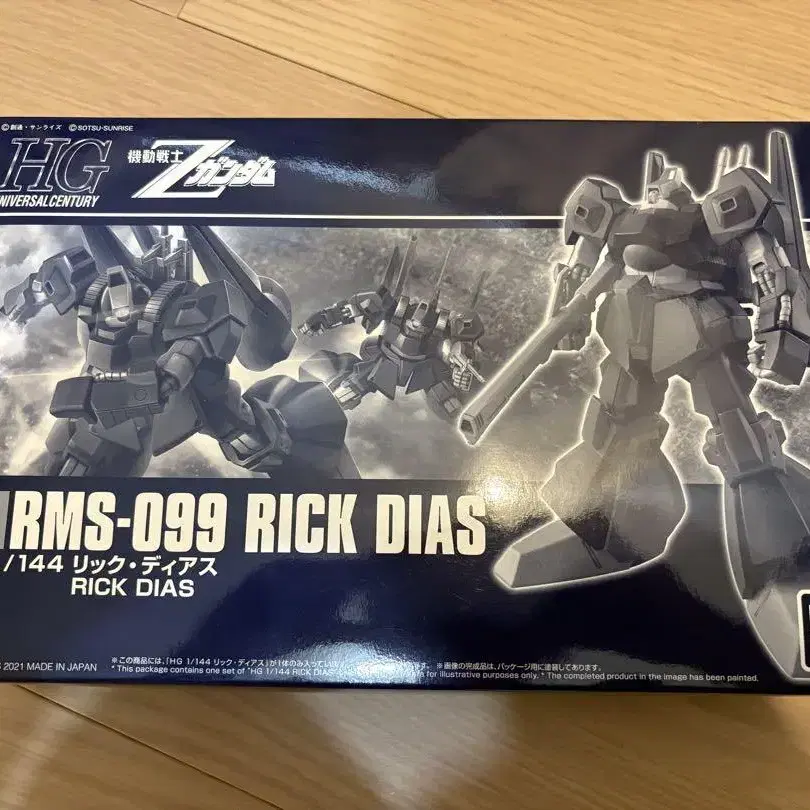 ©創通・サンライズ ©SOTSU・SUNRISE
HG
NIVERSAL CENTURY
機動戦士Zガンダム
RMS-099 RICK DIAS
/144 リック・ディアス
RICK DIAS
S 2021 MADE IN JAPAN
※この商品には、「HG 1/144 リック・ディアス」が1体のみ入ってい
す。 ※画像の完成品は、パッケージ用に塗装してあります。
* This package contains one set of "HG 1/144 RICK DIAS
for illustrative purposes only. * The completed product in the image has been painted.